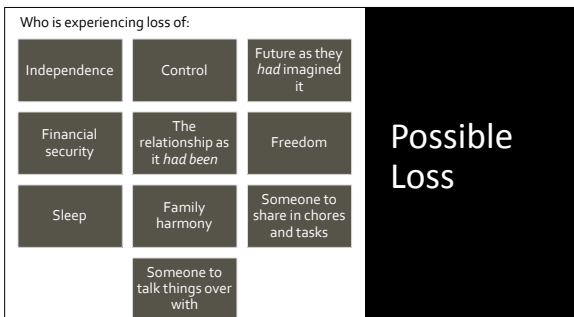 Who is experiencing loss of:
Independence
Control
Future as they
had imagined
it
Financial
security
The
relationship as
it had been
Freedom
Sleep
Family
harmony
Someone to
share in chores
and tasks
Someone to
talk things over
with
Possible
Loss